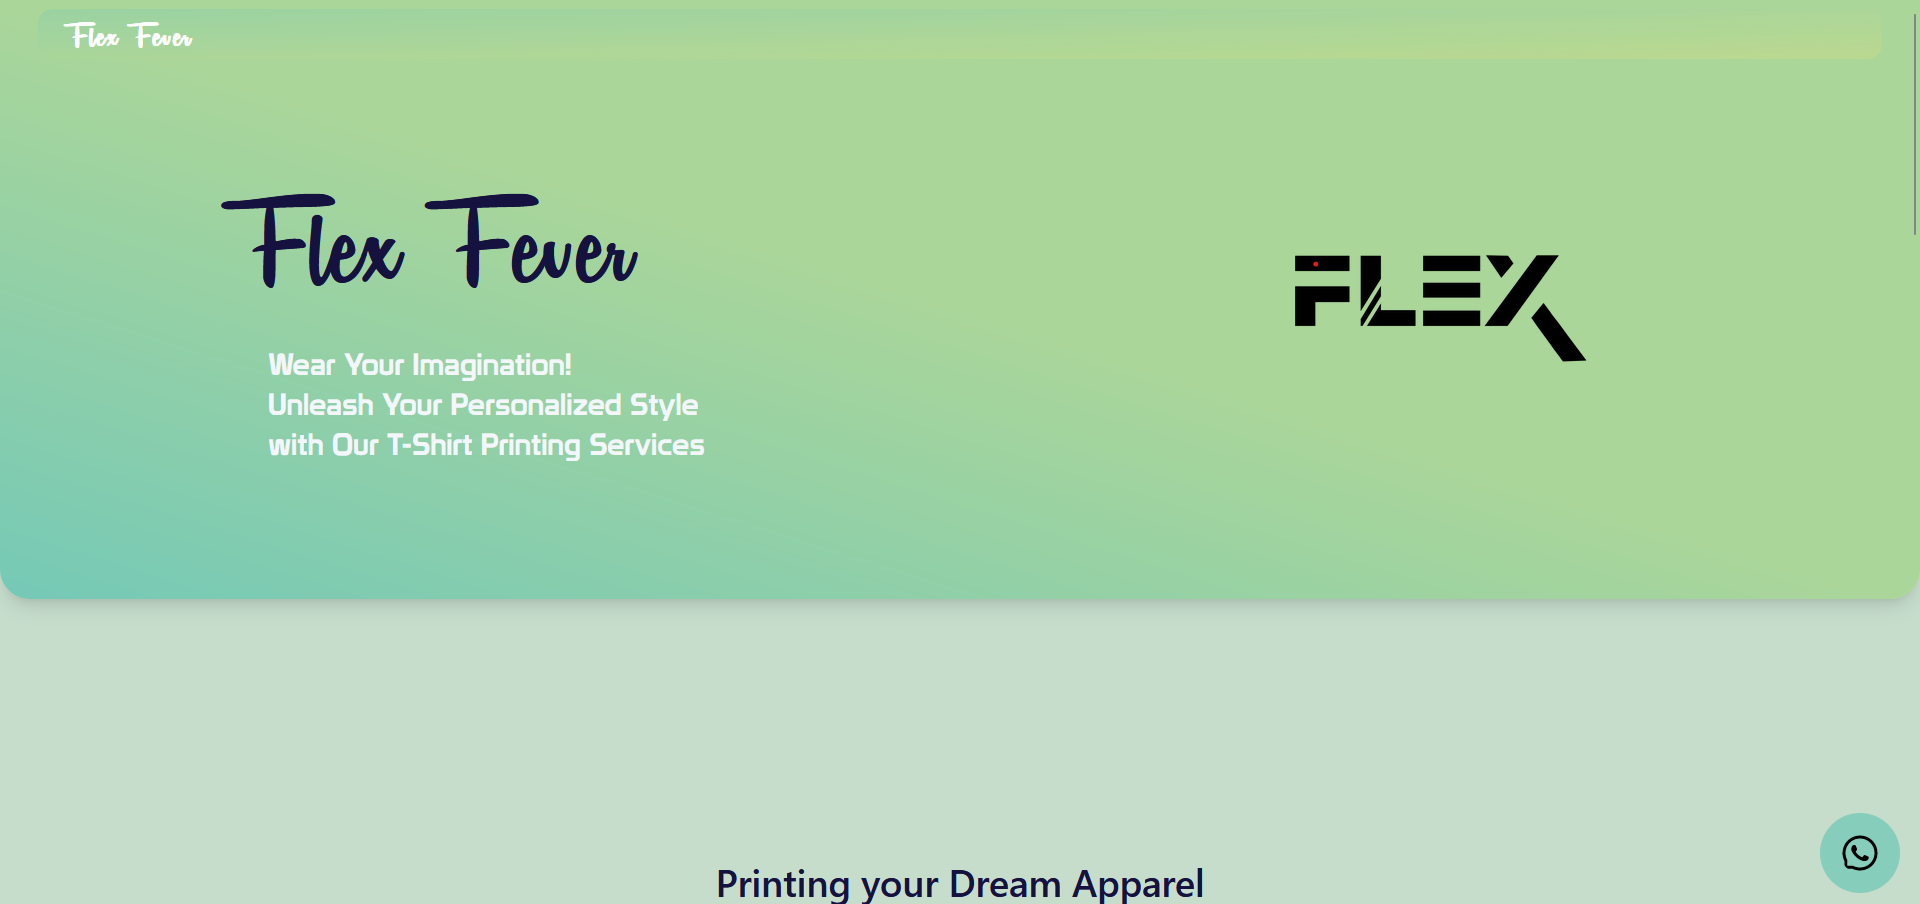 Flex Fever
Flex Fever
FLEX
Wear Your Imagination!
Unleash Your Personalized Style
with Our T-Shirt Printing Services
Printing your Dream Apparel